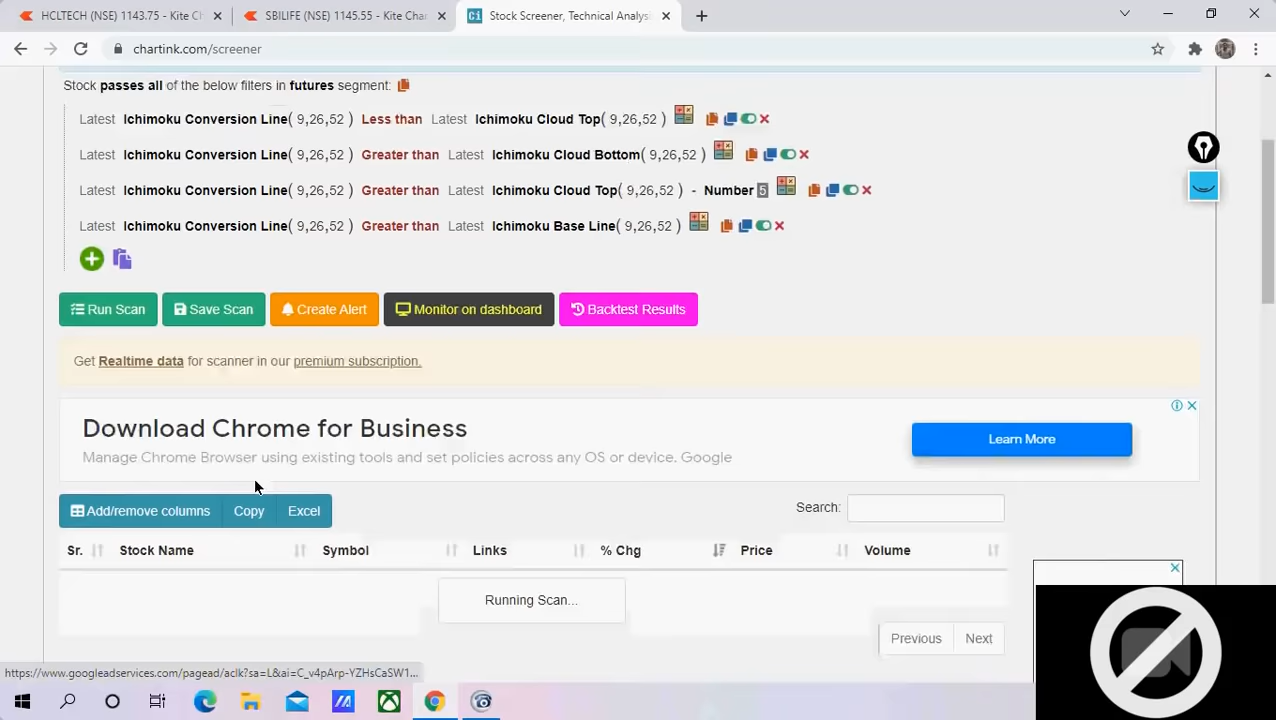 HCLTECH (NSE) 1143.75 - Kite Ch
SBILIFE (NSE) 1145.55 - Kite Char
Stock Screener, Technical Analys
chartink.com/screener
Stock passes all of the below filters in futures segment:
Latest Ichimoku Conversion Line( 9,26,52 ) Less than Latest Ichimoku Cloud Top( 9,26,52 )
Latest Ichimoku Conversion Line( 9,26,52 ) Greater than Latest Ichimoku Cloud Bottom( 9,26,52 )
Latest Ichimoku Conversion Line( 9,26,52 ) Greater than Latest Ichimoku Cloud Top( 9,26,52 ) - Number 5
Latest Ichimoku Conversion Line( 9,26,52 ) Greater than Latest Ichimoku Base Line( 9,26,52 )
Run Scan Save Scan Create Alert Monitor on dashboard Backtest Results
Get Realtime data for scanner in our premium subscription.
Download Chrome for Business
Manage Chrome Browser using existing tools and set policies across any OS or device. Google
Learn More
Add/remove columns Copy Excel
Search:
Sr. Stock Name Symbol Links % Chg Price Volume
Running Scan...
Previous Next
https://www.googleadservices.com/pagead/aclk?sa=L&ai=C_v4pArp-YZHsCaSW1...